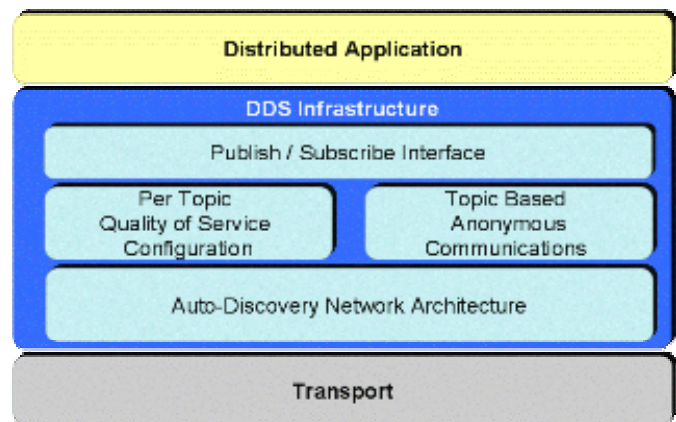 Distributed Application
DDS Infrastructure
Publish / Subscribe Interface
Per Topic
Quality of Service
Configuration
Topic Based
Anonymous
Communications
Auto-Discovery Network Architecture
Transport